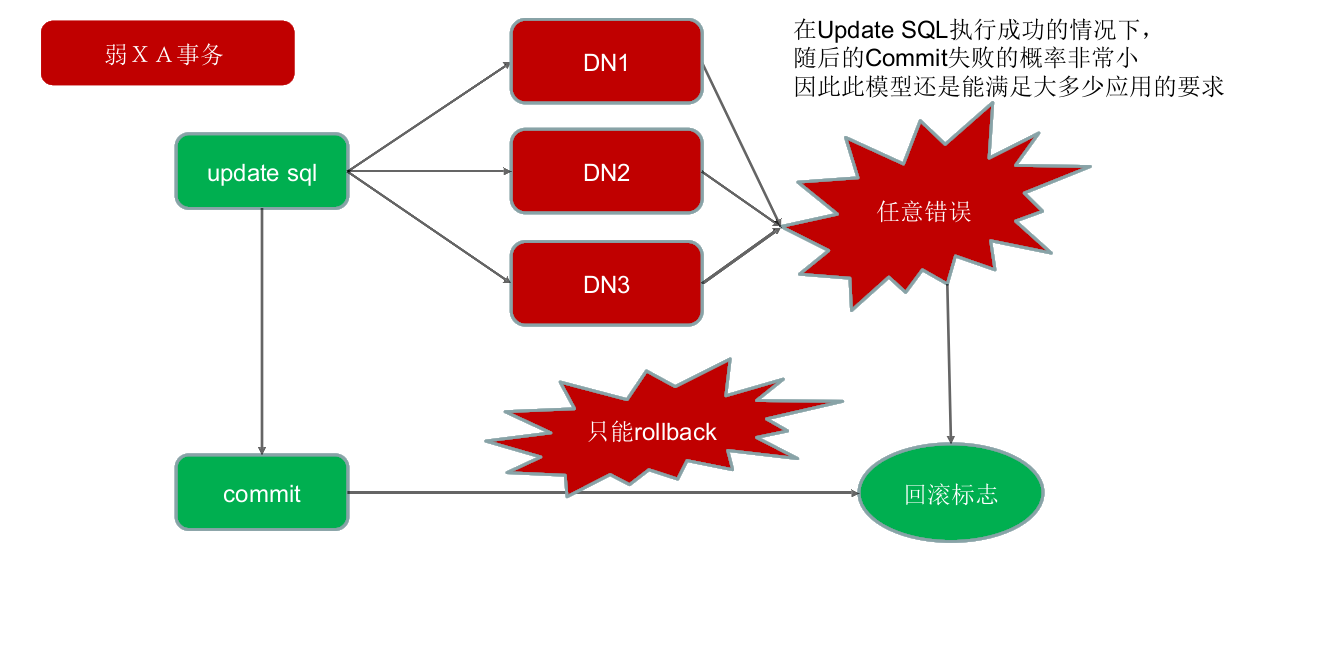 弱ＸＡ事务
在Update SQL执行成功的情况下，
随后的Commit失败的概率非常小
因此此模型还是能满足大多少应用的要求
DN1
update sql
DN2
任意错误
DN3
只能rollback
commit
回滚标志